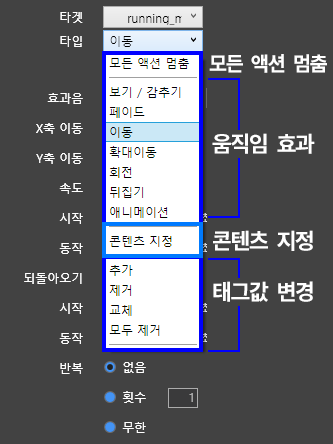 타겟 running_n
타입 이동
모든 액션 멈춤 모든 액션 멈춤
효과음 보기 / 감추기
페이드
X축 이동 이동 움직임 효과
Y축 이동 확대이동
회전
속도 뒤집기
시작 애니메이션
동작 콘텐츠 지정 콘텐츠 지정
되돌아오기 추가
제거 태그값 변경
시작 교체
동작 모두 제거
반복 없음
횟수 1
무한